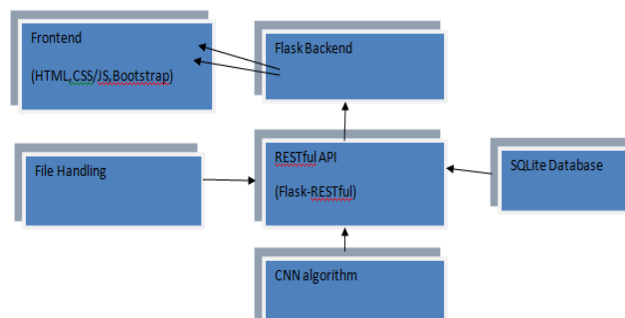 Frontend
(HTML,CSS/JS,Bootstrap)
Flask Backend
File Handling
RESTful API
(Flask-RESTful)
SQLite Database
CNN algorithm